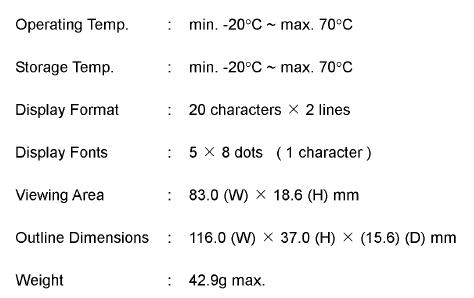 Operating Temp. : min. -20°C ~ max. 70°C
Storage Temp. : min. -20°C ~ max. 70°C
Display Format : 20 characters × 2 lines
Display Fonts : 5 × 8 dots ( 1 character )
Viewing Area : 83.0 (W) × 18.6 (H) mm
Outline Dimensions : 116.0 (W) × 37.0 (H) × (15.6) (D) mm
Weight : 42.9g max.